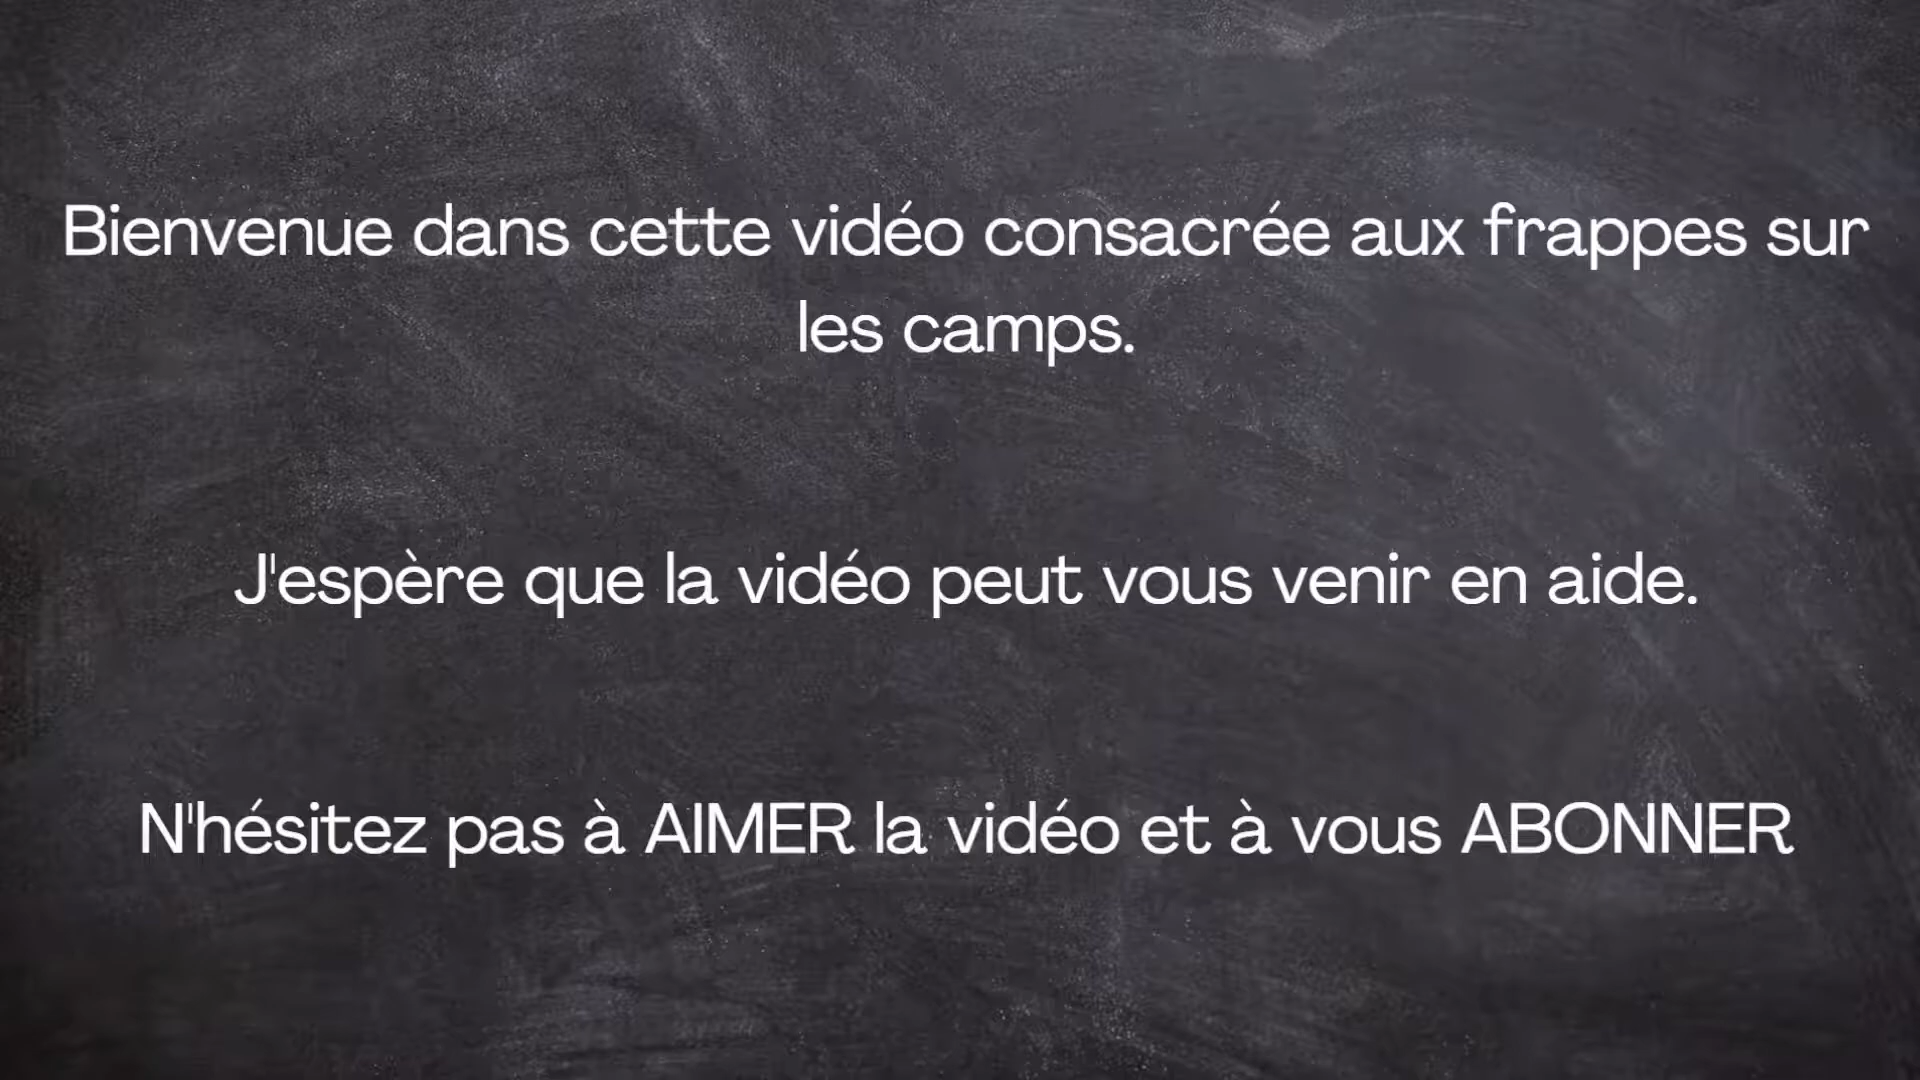 Bienvenue dans cette vidéo consacrée aux frappes sur
les camps.
J'espère que la vidéo peut vous venir en aide.
N'hésitez pas à AIMER la vidéo et à vous ABONNER